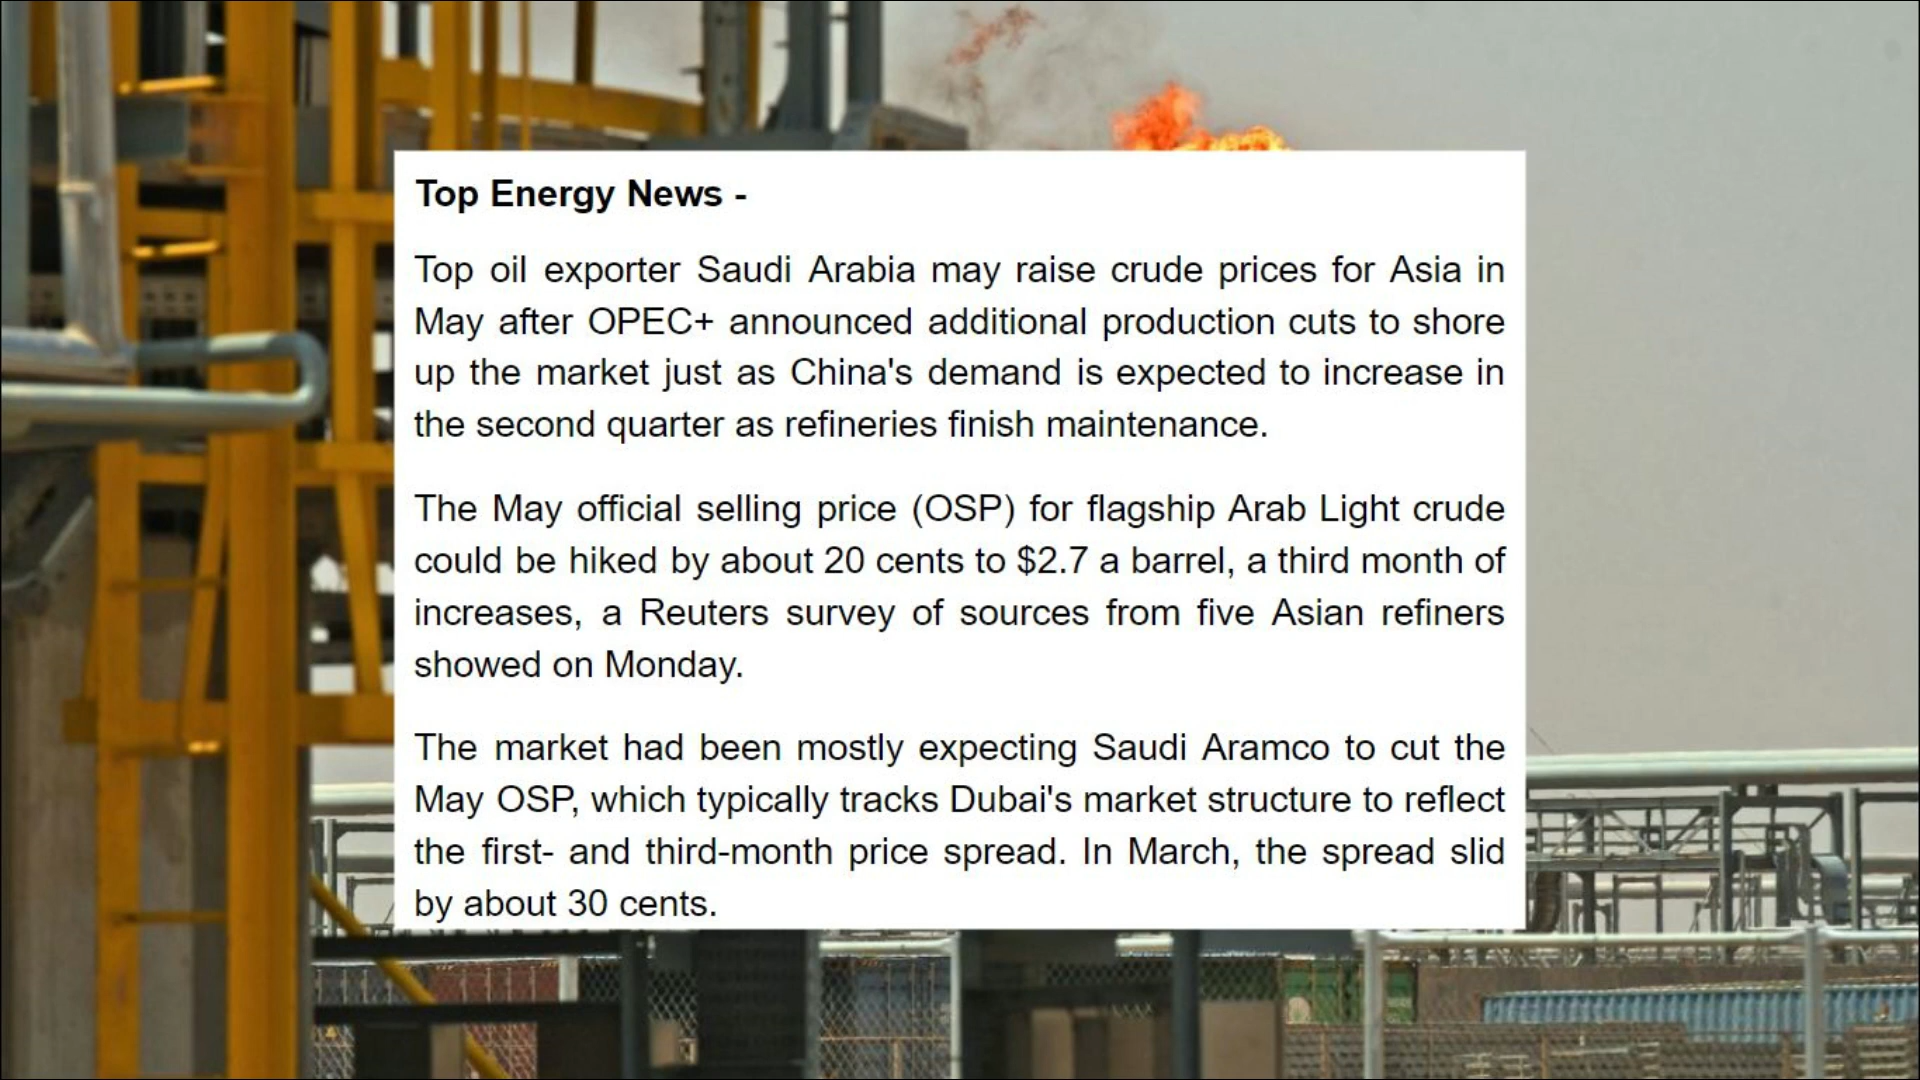 Top Energy News -
Top oil exporter Saudi Arabia may raise crude prices for Asia in
May after OPEC+ announced additional production cuts to shore
up the market just as China's demand is expected to increase in
the second quarter as refineries finish maintenance.
The May official selling price (OSP) for flagship Arab Light crude
could be hiked by about 20 cents to $2.7 a barrel, a third month of
increases, a Reuters survey of sources from five Asian refiners
showed on Monday.
The market had been mostly expecting Saudi Aramco to cut the
May OSP, which typically tracks Dubai's market structure to reflect
the first- and third-month price spread. In March, the spread slid
by about 30 cents.